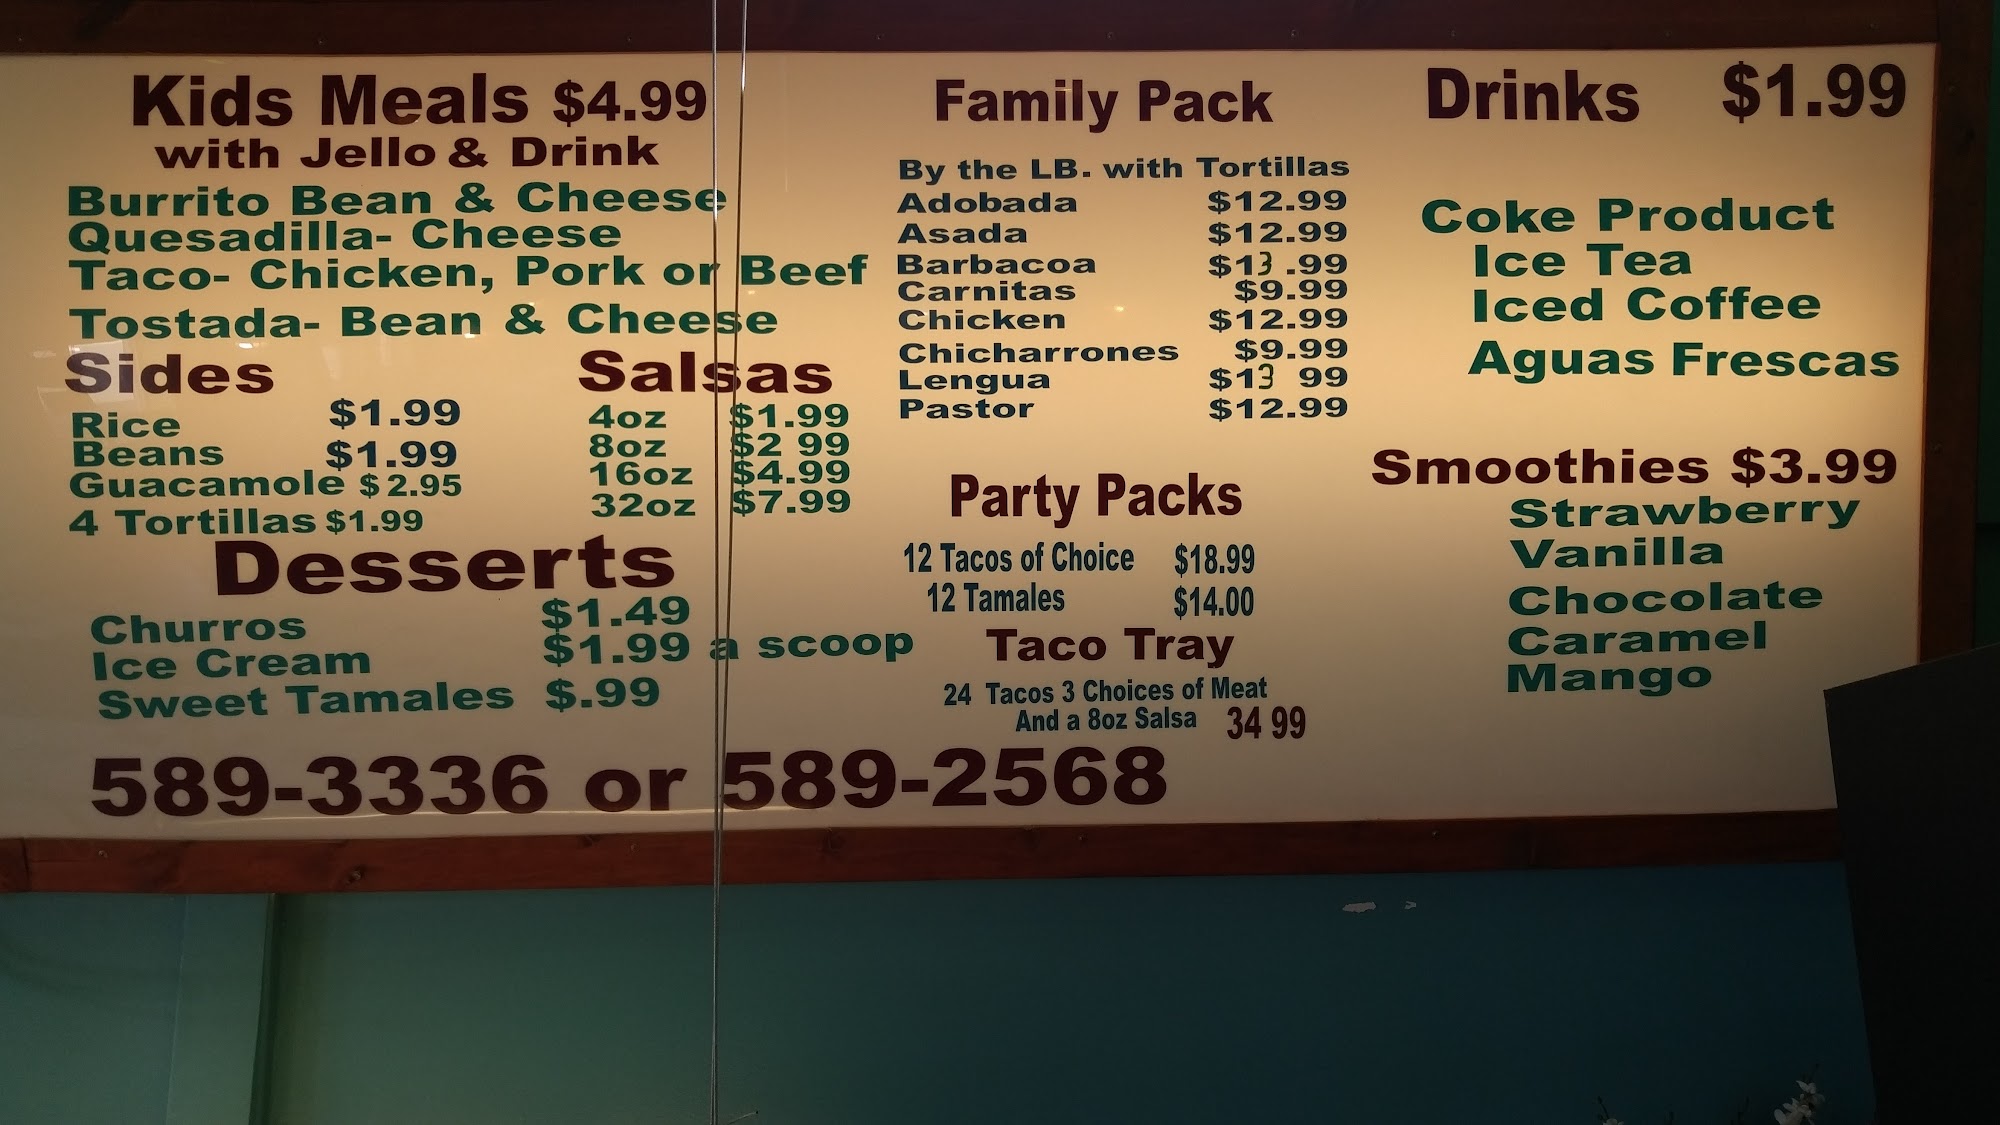 Kids Meals $4.99
with Jello & Drink
Burrito Bean & Cheese
Quesadilla- Cheese
Taco- Chicken, Pork or Beef
Tostada- Bean & Cheese
Sides
Rice $1.99
Beans $1.99
Guacamole $2.95
4 Tortillas $1.99
Salsas
4oz $1.99
8oz $2 99
16oz $4.99
32oz $7.99
Desserts
Churros $1.49
Ice Cream $1.99 a scoop
Sweet Tamales $.99
Family Pack
By the LB. with Tortillas
Adobada $12.99
Asada $12.99
Barbacoa $13 .99
Carnitas $9.99
Chicken $12.99
Chicharrones $9.99
Lengua $13 99
Pastor $12.99
Party Packs
12 Tacos of Choice $18.99
12 Tamales $14.00
Taco Tray
24 Tacos 3 Choices of Meat
And a 8oz Salsa 34 99
Drinks $1.99
Coke Product
Ice Tea
Iced Coffee
Aguas Frescas
Smoothies $3.99
Strawberry
Vanilla
Chocolate
Caramel
Mango
589-3336 or 589-2568